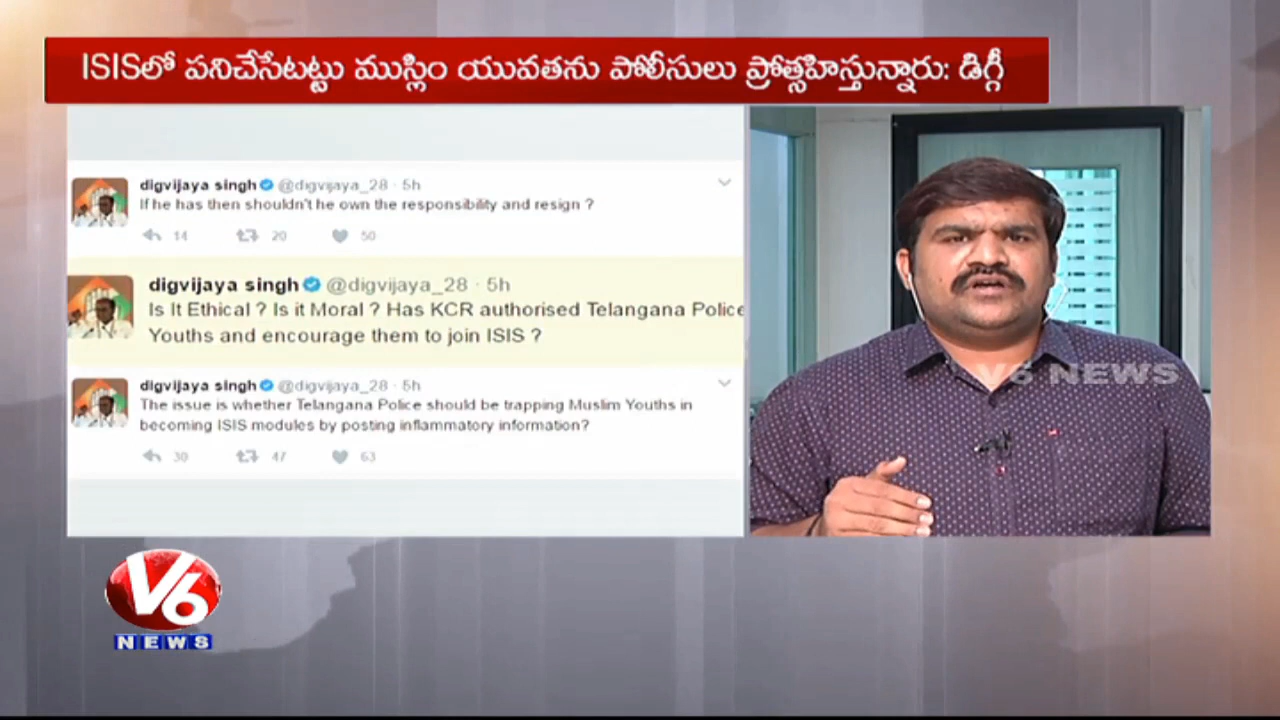 ISISలో పనిచేసేటట్టు ముస్లిం యువతను పోలీసులు ప్రోత్సహిస్తున్నారు: డిగ్గీ
digvijaya singh @digvijaya_28 · 5h
If he has then shouldn't he own the responsibility and resign ?
14 20 50
digvijaya singh @digvijaya_28 · 5h
Is It Ethical ? Is it Moral ? Has KCR authorised Telangana Police
Youths and encourage them to join ISIS ?
digvijaya singh @digvijaya_28 · 5h
The issue is whether Telangana Police should be trapping Muslim Youths in
becoming ISIS modules by posting inflammatory information?
30 47 63
V6 NEWS
V6
NEWS